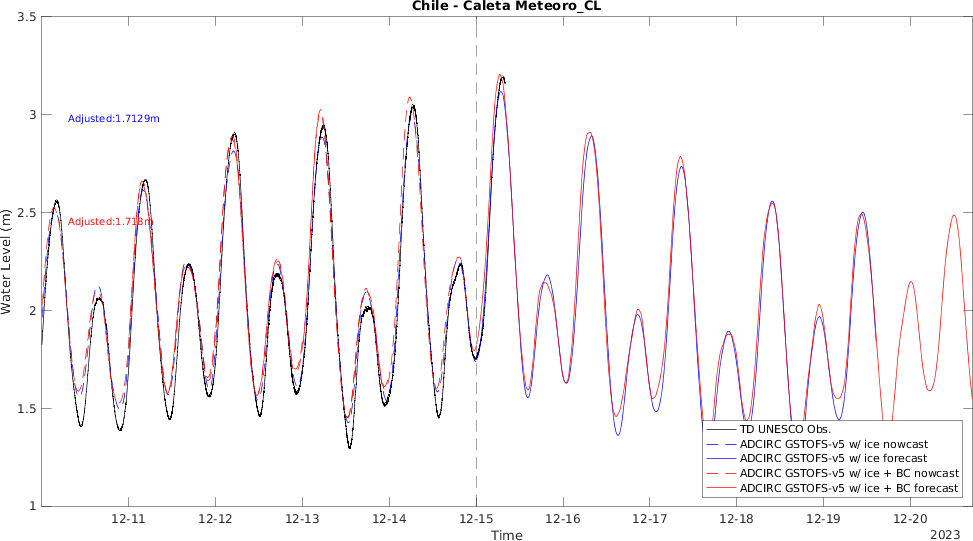 Chile - Caleta Meteoro_CL
3.5
3
2.5
2
1.5
1
Water Level (m)
Adjusted:1.7129m
Adjusted:1.718m
TD UNESCO Obs.
ADCIRC GSTOFS-v5 w/ ice nowcast
ADCIRC GSTOFS-v5 w/ ice forecast
ADCIRC GSTOFS-v5 w/ ice + BC nowcast
ADCIRC GSTOFS-v5 w/ ice + BC forecast
12-11 12-12 12-13 12-14 12-15 12-16 12-17 12-18 12-19 12-20
Time
2023